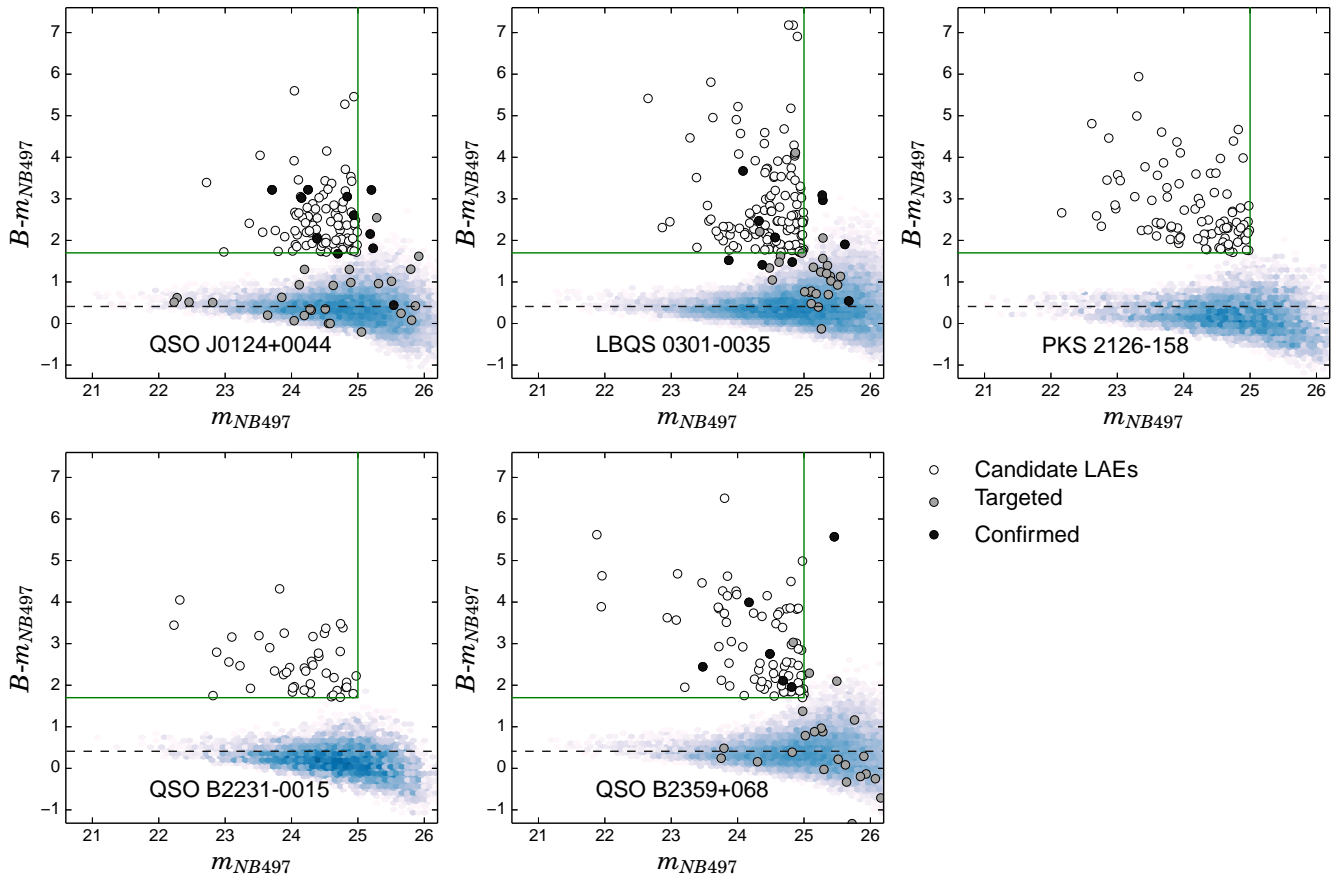 7
6
5
4
3
2
1
0
−1
B-m_NB497
21 22 23 24 25 26
m_NB497
QSO J0124+0044
7
6
5
4
3
2
1
0
−1
B-m_NB497
21 22 23 24 25 26
m_NB497
LBQS 0301-0035
7
6
5
4
3
2
1
0
−1
B-m_NB497
21 22 23 24 25 26
m_NB497
PKS 2126-158
7
6
5
4
3
2
1
0
−1
B-m_NB497
21 22 23 24 25 26
m_NB497
QSO B2231-0015
7
6
5
4
3
2
1
0
−1
B-m_NB497
21 22 23 24 25 26
m_NB497
QSO B2359+068
Candidate LAEs
Targeted
Confirmed